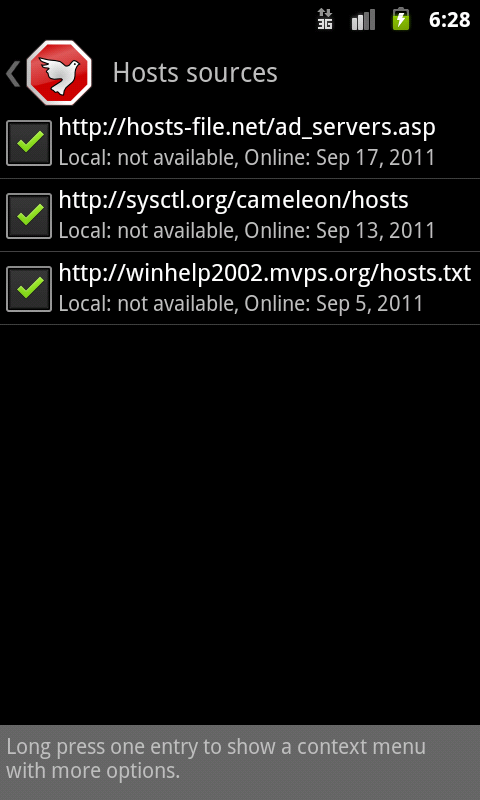 3G 6:28
Hosts sources
http://hosts-file.net/ad_servers.asp
Local: not available, Online: Sep 17, 2011
http://sysctl.org/cameleon/hosts
Local: not available, Online: Sep 13, 2011
http://winhelp2002.mvps.org/hosts.txt
Local: not available, Online: Sep 5, 2011
Long press one entry to show a context menu
with more options.